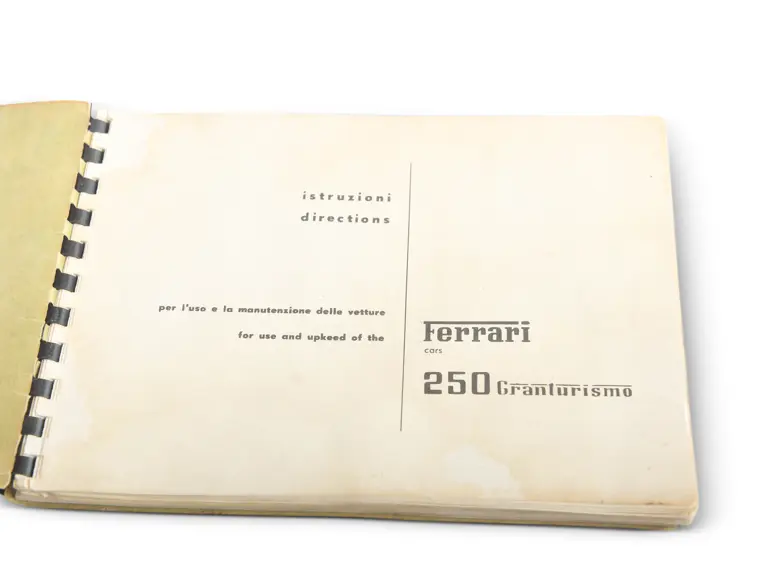 istruzioni
directions
per l'uso e la manutenzione delle vetture
for use and upkeed of the
Ferrari
cars
250 Granturismo